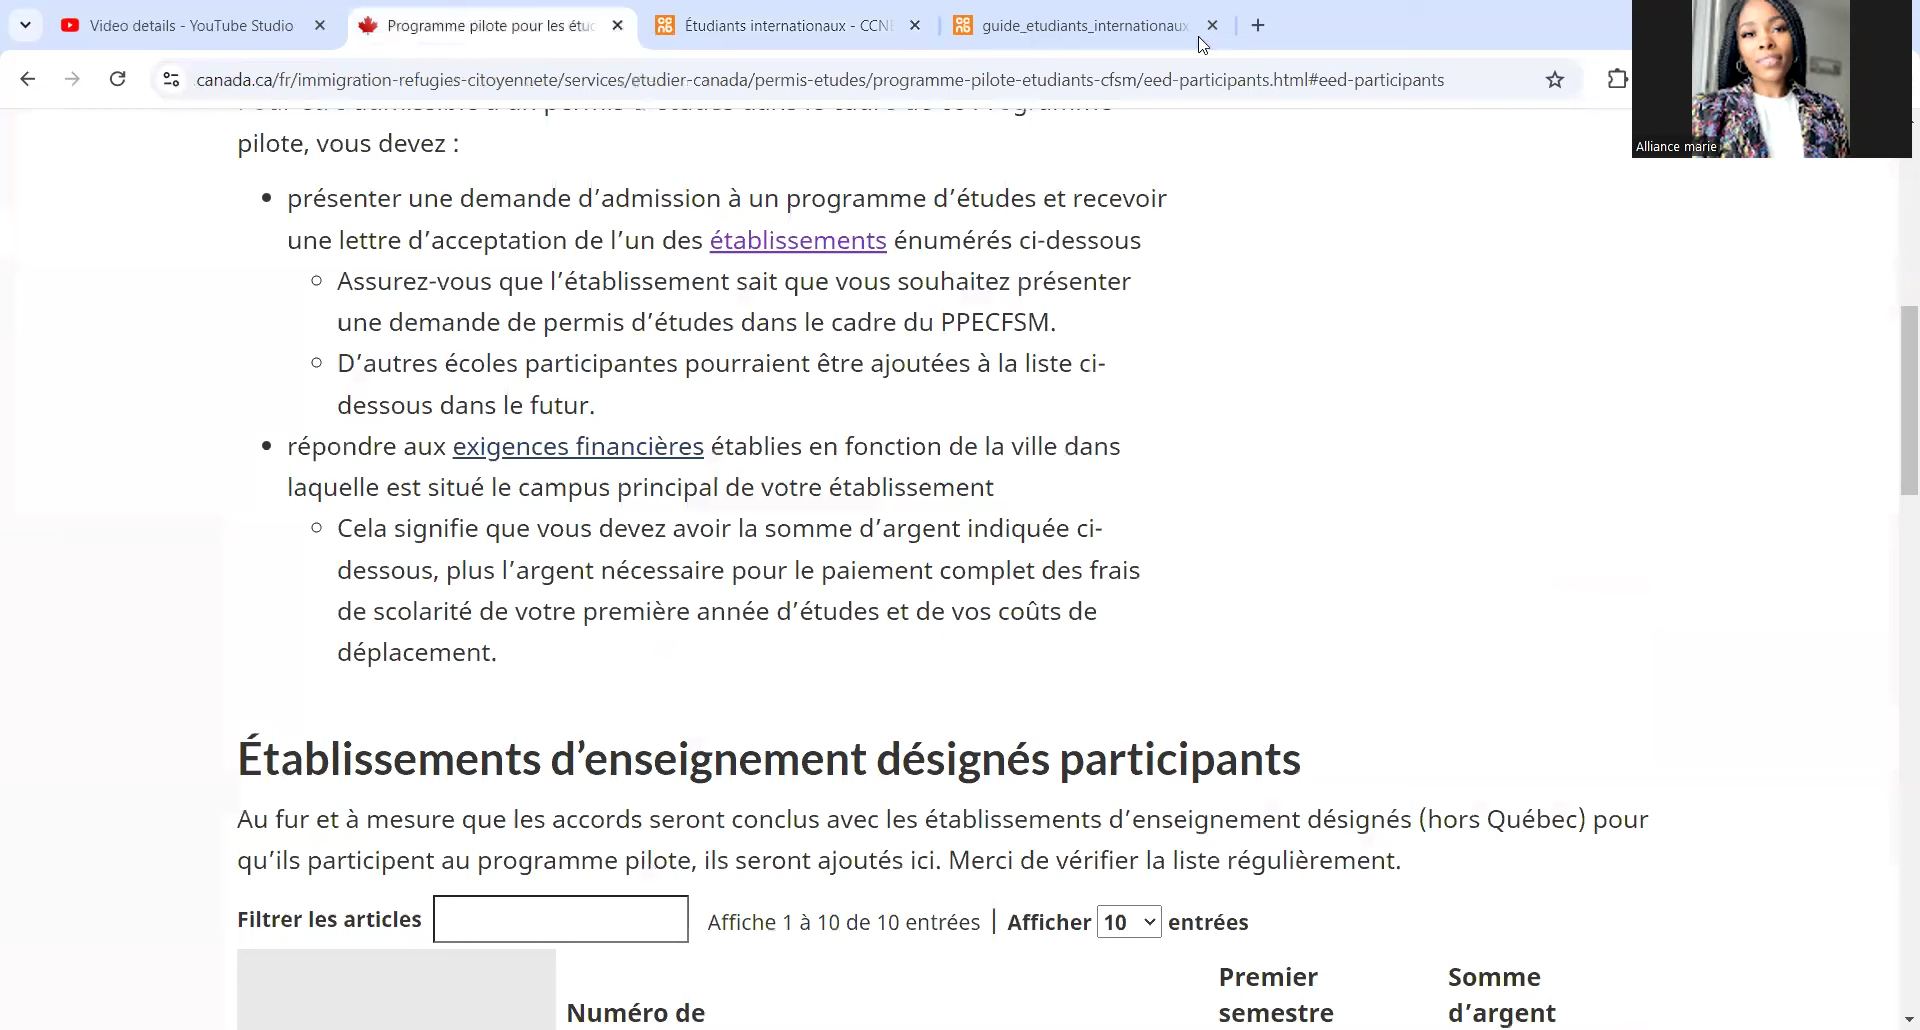 Video details - YouTube Studio
Programme pilote pour les étuc
Étudiants internationaux - CCNB
guide_etudiants_internationaux
canada.ca/fr/immigration-refugies-citoyennete/services/etudier-canada/permis-etudes/programme-pilote-etudiants-cfsm/eed-participants.html#eed-participants
Alliance marie
pilote, vous devez :
présenter une demande d’admission à un programme d’études et recevoir
une lettre d’acceptation de l’un des établissements énumérés ci-dessous
Assurez-vous que l’établissement sait que vous souhaitez présenter
une demande de permis d’études dans le cadre du PPECFSM.
D’autres écoles participantes pourraient être ajoutées à la liste ci-
dessous dans le futur.
répondre aux exigences financières établies en fonction de la ville dans
laquelle est situé le campus principal de votre établissement
Cela signifie que vous devez avoir la somme d’argent indiquée ci-
dessous, plus l’argent nécessaire pour le paiement complet des frais
de scolarité de votre première année d’études et de vos coûts de
déplacement.
Établissements d’enseignement désignés participants
Au fur et à mesure que les accords seront conclus avec les établissements d’enseignement désignés (hors Québec) pour
qu’ils participent au programme pilote, ils seront ajoutés ici. Merci de vérifier la liste régulièrement.
Filtrer les articles Affiche 1 à 10 de 10 entrées | Afficher 10 entrées
Premier Somme
Numéro de semestre d’argent